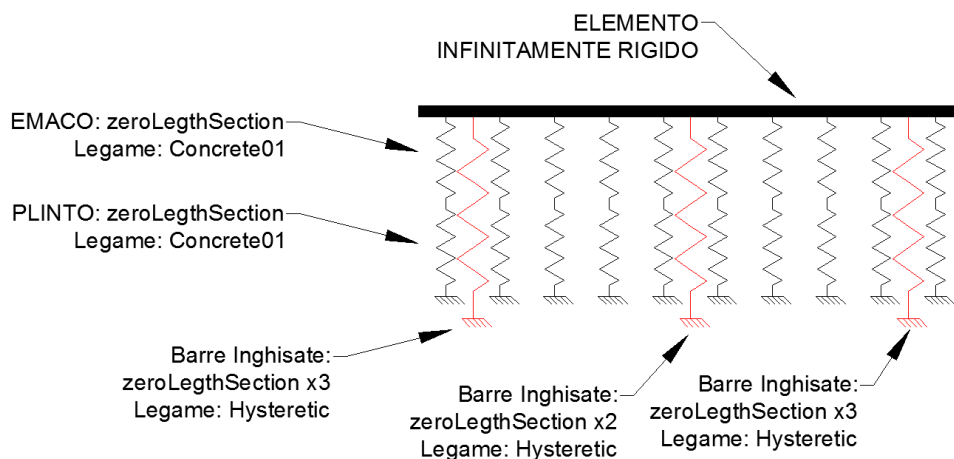 ELEMENTO
INFINITAMENTE RIGIDO
EMACO: zeroLegthSection
Legame: Concrete01
PLINTO: zeroLegthSection
Legame: Concrete01
Barre Inghisate:
zeroLegthSection x3
Legame: Hysteretic
Barre Inghisate:
zeroLegthSection x2
Legame: Hysteretic
Barre Inghisate:
zeroLegthSection x3
Legame: Hysteretic